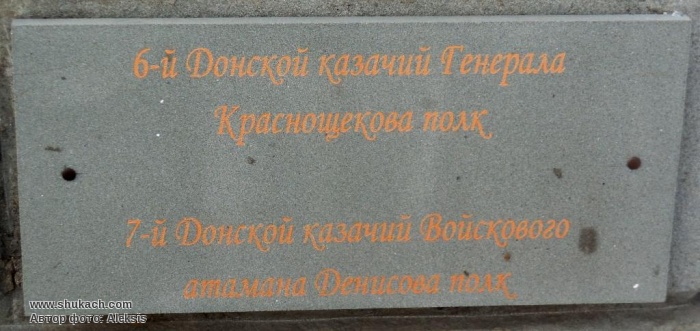 6-й Донской казачий Генерала
Краснощекова полк
7-й Донской казачий Войскового
атамана Денисова полк
www.shukach.com
Автор фото: Aleksis